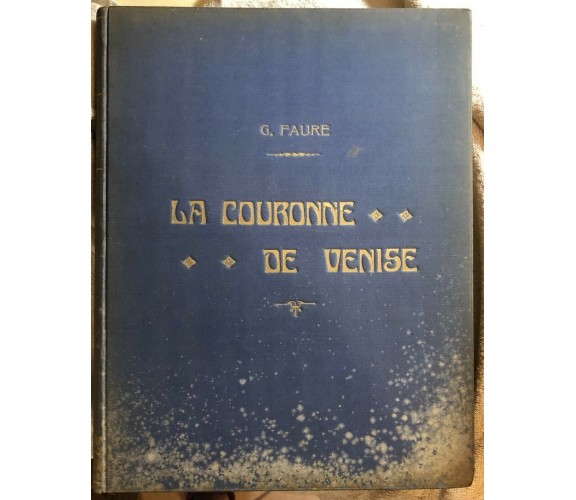 G. FAURE
LA COURONNE
DE VENISE